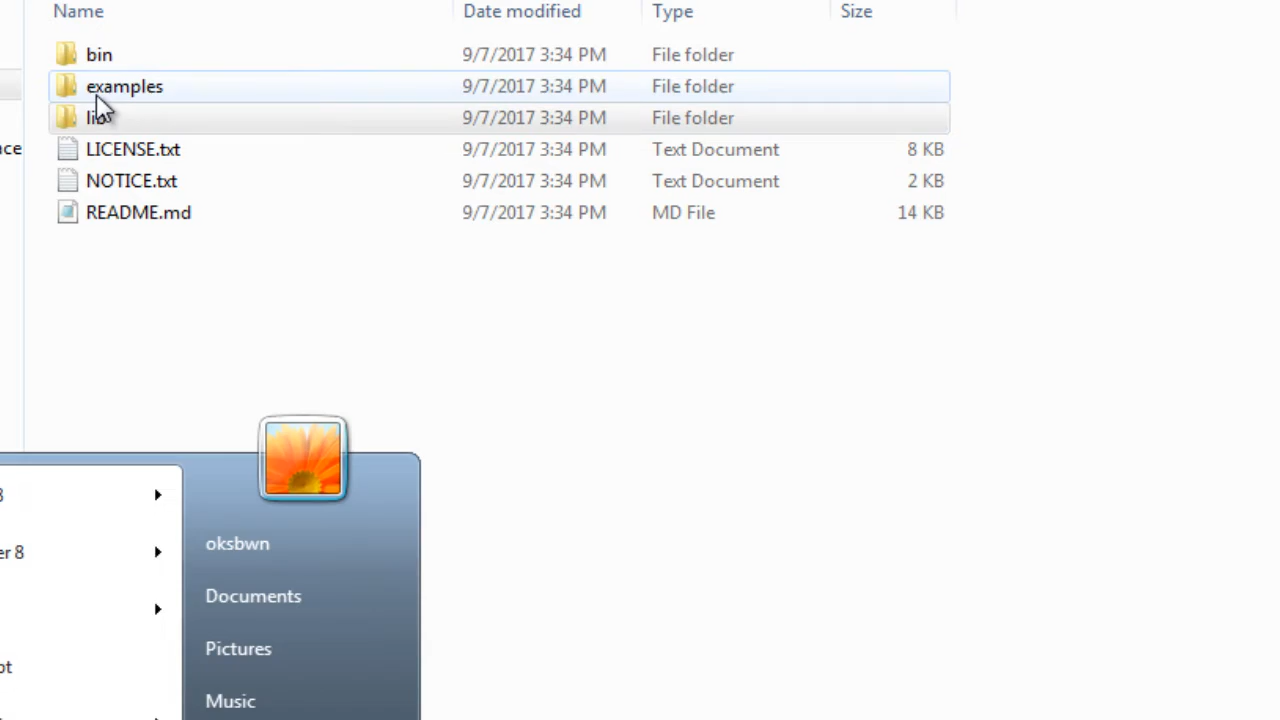 Name Date modified Type Size
bin 9/7/2017 3:34 PM File folder
examples 9/7/2017 3:34 PM File folder
lib 9/7/2017 3:34 PM File folder
LICENSE.txt 9/7/2017 3:34 PM Text Document 8 KB
NOTICE.txt 9/7/2017 3:34 PM Text Document 2 KB
README.md 9/7/2017 3:34 PM MD File 14 KB
oksbwn
er 8
Documents
Pictures
Music